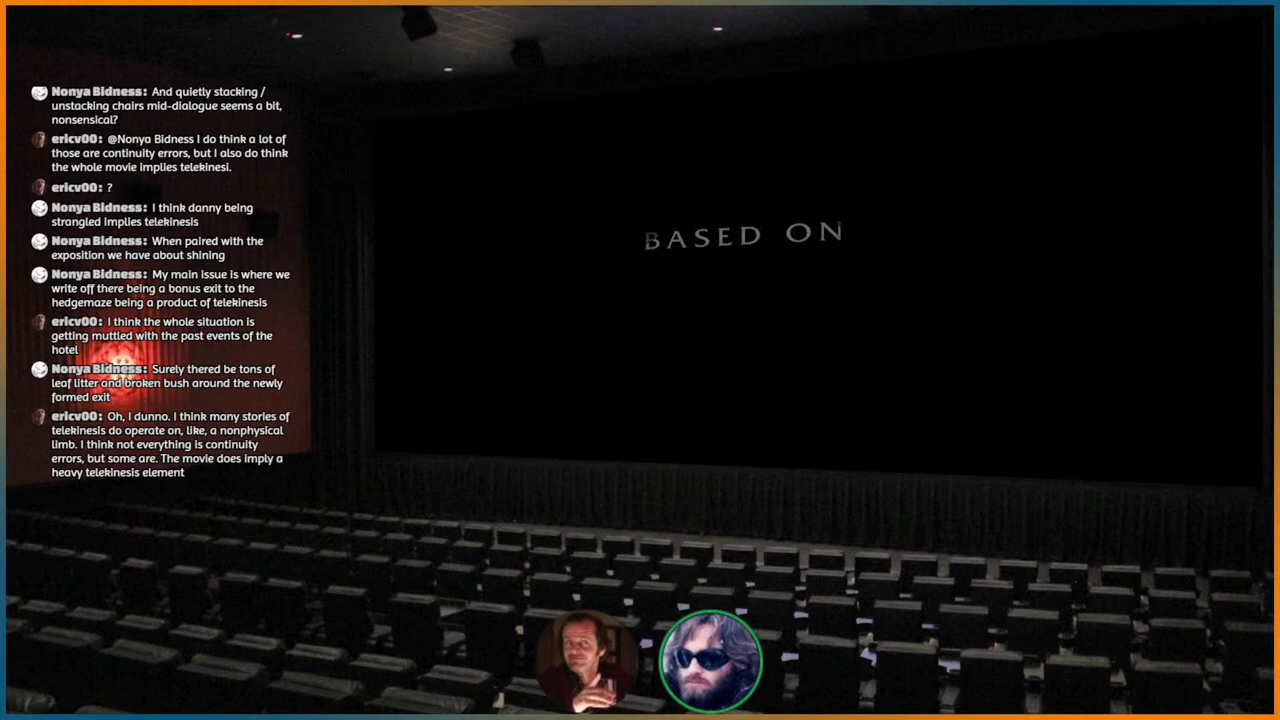 Nonya Bidness: And quietly stacking /
unstacking chairs mid-dialogue seems a bit,
nonsensical?
ericv00: @Nonya Bidness I do think a lot of
those are continuity errors, but I also do think
the whole movie implies telekinesi.
ericv00: ?
Nonya Bidness: I think danny being
strangled implies telekinesis
Nonya Bidness: When paired with the
exposition we have about shining
Nonya Bidness: My main issue is where we
write off there being a bonus exit to the
hedgemaze being a product of telekinesis
ericv00: I think the whole situation is
getting muttled with the past events of the
hotel
Nonya Bidness: Surely thered be tons of
leaf litter and broken bush around the newly
formed exit
ericv00: Oh, I dunno. I think many stories of
telekinesis do operate on, like, a nonphysical
limb. I think not everything is continuity
errors, but some are. The movie does imply a
heavy telekinesis element
BASED ON